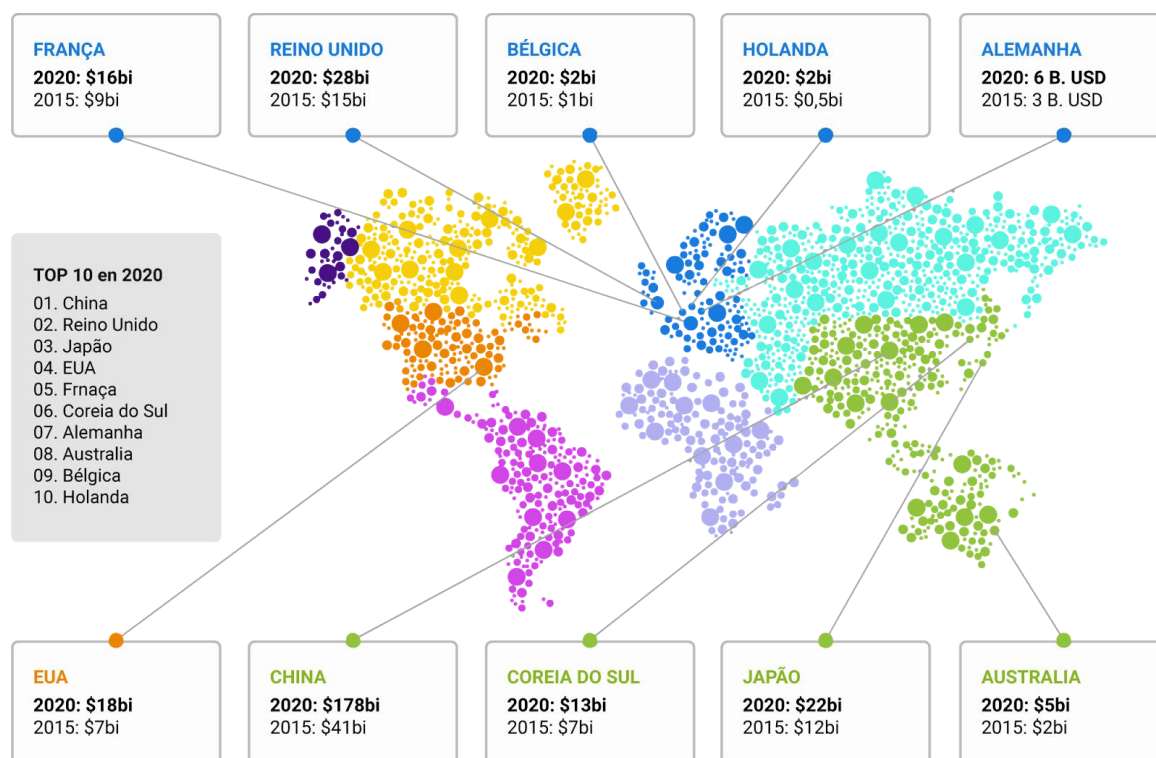 FRANÇA
2020: $16bi
2015: $9bi
REINO UNIDO
2020: $28bi
2015: $15bi
BÉLGICA
2020: $2bi
2015: $1bi
HOLANDA
2020: $2bi
2015: $0,5bi
ALEMANHA
2020: 6 B. USD
2015: 3 B. USD
TOP 10 en 2020
01. China
02. Reino Unido
03. Japão
04. EUA
05. Frnaça
06. Coreia do Sul
07. Alemanha
08. Australia
09. Bélgica
10. Holanda
EUA
2020: $18bi
2015: $7bi
CHINA
2020: $178bi
2015: $41bi
COREIA DO SUL
2020: $13bi
2015: $7bi
JAPÃO
2020: $22bi
2015: $12bi
AUSTRALIA
2020: $5bi
2015: $2bi